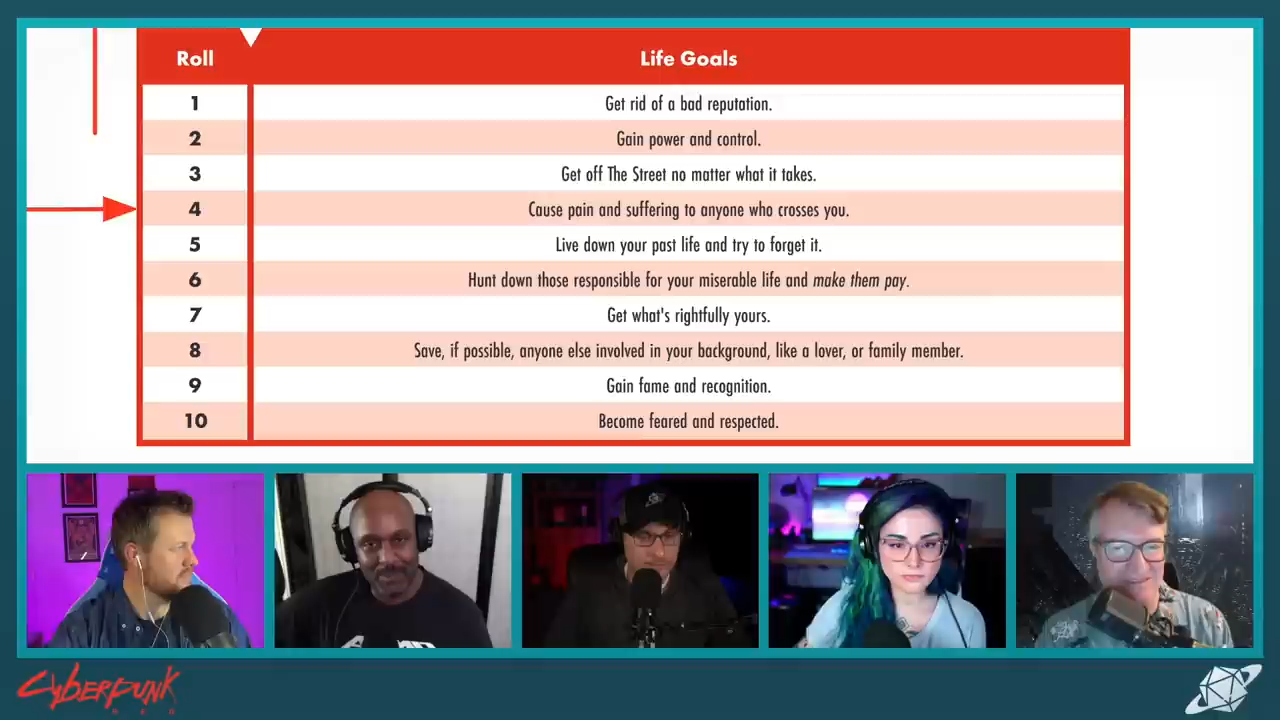 Roll Life Goals
1 Get rid of a bad reputation.
2 Gain power and control.
3 Get off The Street no matter what it takes.
4 Cause pain and suffering to anyone who crosses you.
5 Live down your past life and try to forget it.
6 Hunt down those responsible for your miserable life and make them pay.
7 Get what's rightfully yours.
8 Save, if possible, anyone else involved in your background, like a lover, or family member.
9 Gain fame and recognition.
10 Become feared and respected.
CYBERPUNK
RED